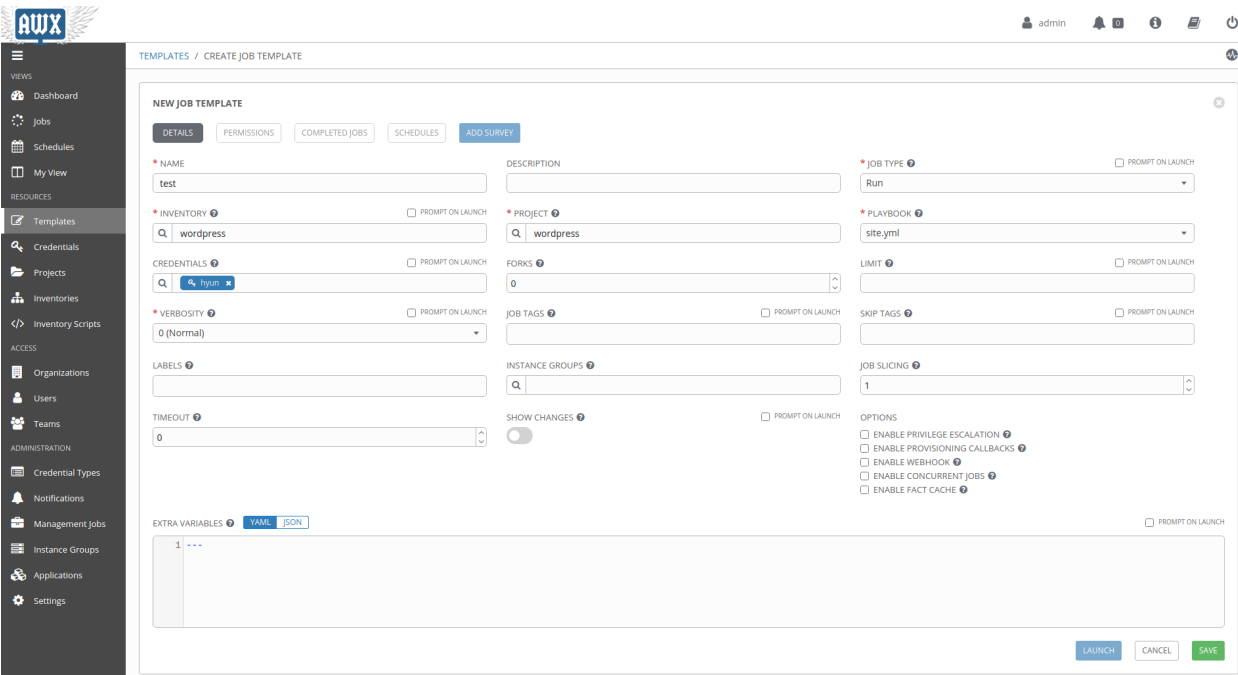 AWX
admin
0
TEMPLATES / CREATE JOB TEMPLATE
VIEWS
Dashboard
Jobs
Schedules
My View
RESOURCES
Templates
Credentials
Projects
Inventories
Inventory Scripts
ACCESS
Organizations
Users
Teams
ADMINISTRATION
Credential Types
Notifications
Management Jobs
Instance Groups
Applications
Settings
NEW JOB TEMPLATE
DETAILS PERMISSIONS COMPLETED JOBS SCHEDULES ADD SURVEY
* NAME DESCRIPTION * JOB TYPE PROMPT ON LAUNCH
test Run
* INVENTORY PROMPT ON LAUNCH * PROJECT * PLAYBOOK
wordpress wordpress site.yml
CREDENTIALS PROMPT ON LAUNCH FORKS LIMIT PROMPT ON LAUNCH
hyun x 0
* VERBOSITY PROMPT ON LAUNCH JOB TAGS PROMPT ON LAUNCH SKIP TAGS PROMPT ON LAUNCH
0 (Normal)
LABELS INSTANCE GROUPS JOB SLICING
1
TIMEOUT SHOW CHANGES PROMPT ON LAUNCH OPTIONS
0
ENABLE PRIVILEGE ESCALATION
ENABLE PROVISIONING CALLBACKS
ENABLE WEBHOOK
ENABLE CONCURRENT JOBS
ENABLE FACT CACHE
EXTRA VARIABLES YAML JSON PROMPT ON LAUNCH
1 ---
LAUNCH CANCEL SAVE